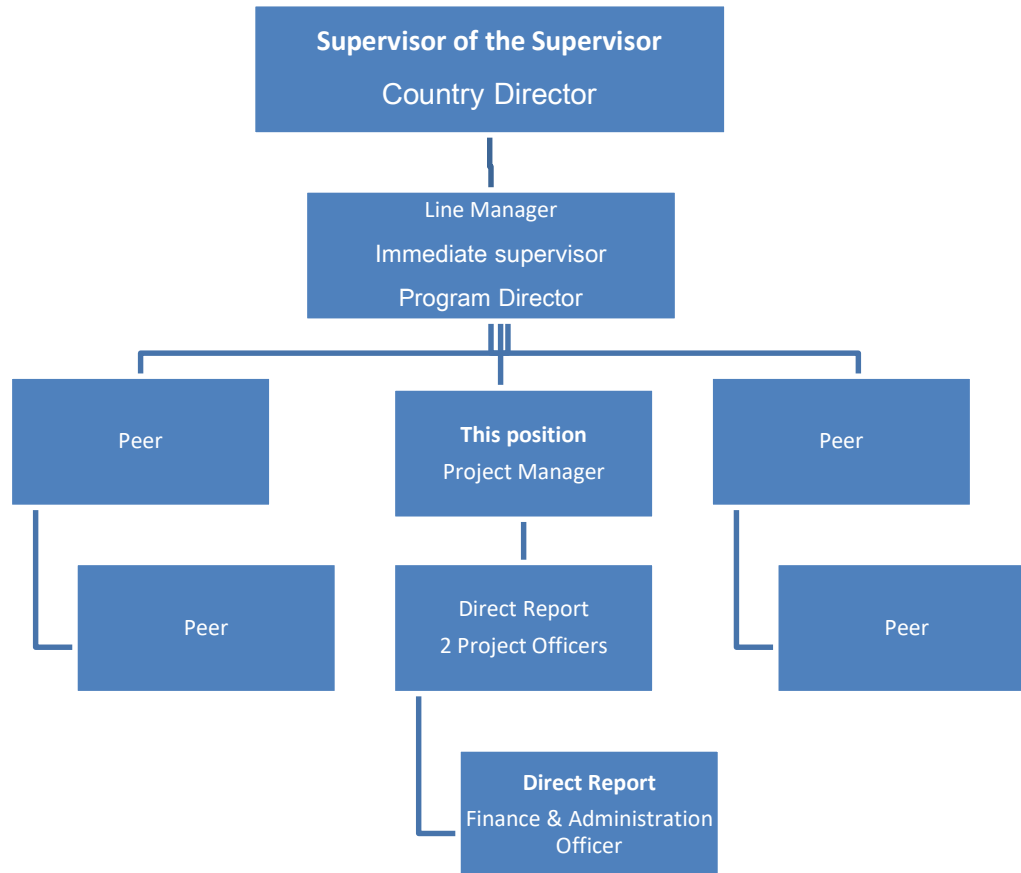 Supervisor of the Supervisor
Country Director
Line Manager
Immediate supervisor
Program Director
Peer
This position
Project Manager
Peer
Peer
Direct Report
2 Project Officers
Peer
Direct Report
Finance & Administration
Officer